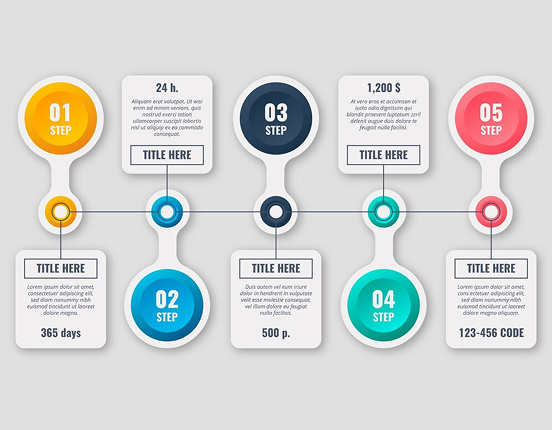 01
STEP
TITLE HERE
Lorem ipsum dolor sit amet,
consectetuer adipiscing elit,
sed diam nonummy nibh
euismod tincidunt ut laoreet
dolore magna.
365 days
24 h.
Aliquam erat volutpat. Ut wisi
enim ad minim veniam, quis
nostrud exerci tation
ullamcorper suscipit lobortis
nisl ut aliquip ex ea commodo
consequat.
TITLE HERE
02
STEP
03
STEP
TITLE HERE
Duis autem vel eum iriure
dolor in hendrerit in vulputate
velit esse molestie consequat,
vel illum dolore eu feugiat
nulla facilisis.
500 p.
1,200 $
At vero eros et accumsan et
iusto odio dignissim qui
blandit praesent luptatum zzril
delenit augue duis dolore te
feugait nulla facilisi.
TITLE HERE
04
STEP
05
STEP
TITLE HERE
Lorem ipsum dolor sit amet,
cons ectetuer adipiscing elit,
sed diam nonummy nibh
euismod tincidunt ut laoreet
dolore magna aliquam.
123-456 CODE